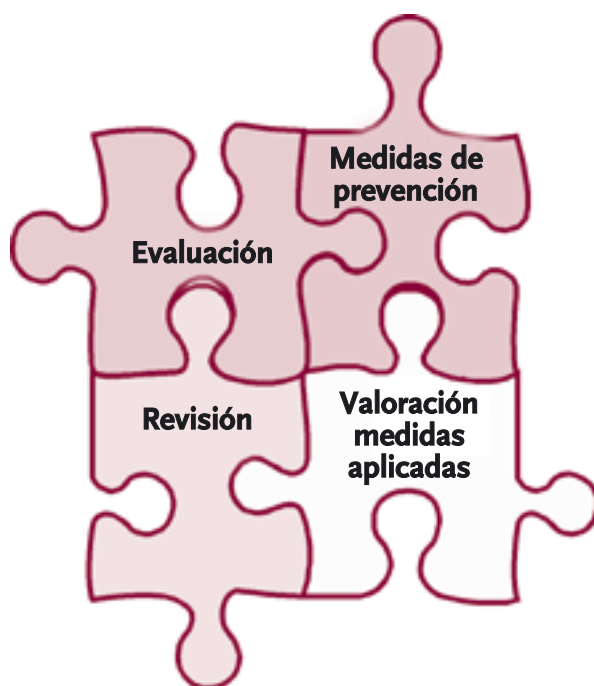 Medidas de
prevención
Evaluación
Revisión
Valoración
medidas
aplicadas